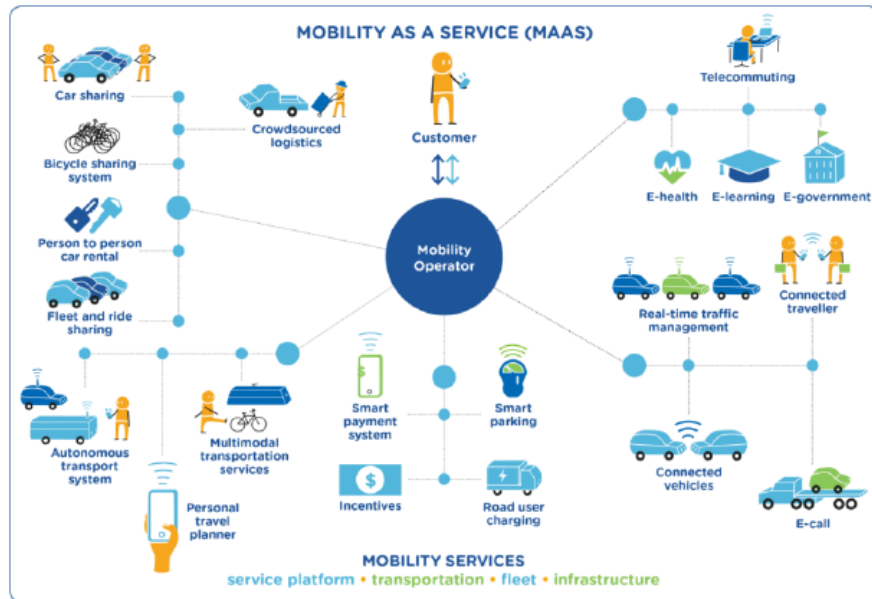 MOBILITY AS A SERVICE (MAAS)
Car sharing
Crowdsourced
logistics
Customer
Telecommuting
Bicycle sharing
system
E-health
E-learning
E-government
Person to person
car rental
Mobility
Operator
Fleet and ride
sharing
Real-time traffic
management
Connected
traveller
Autonomous
transport
system
Multimodal
transportation
services
$
Smart
payment
system
Smart
parking
Connected
vehicles
Personal
travel
planner
$
Incentives
Road user
charging
E-call
MOBILITY SERVICES
service platform • transportation • fleet • infrastructure